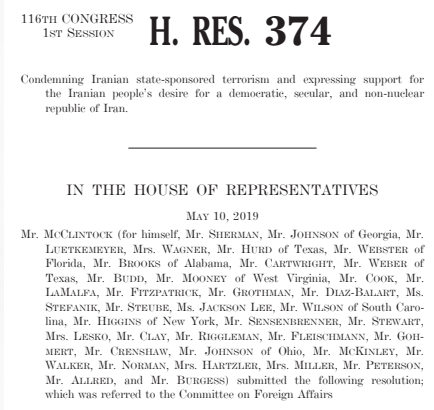 116TH CONGRESS
1ST SESSION
H. RES. 374
Condemning Iranian state-sponsored terrorism and expressing support for
the Iranian people's desire for a democratic, secular, and non-nuclear
republic of Iran.
IN THE HOUSE OF REPRESENTATIVES
MAY 10, 2019
Mr. MCCLINTOCK (for himself, Mr. SHERMAN, Mr. JOHNSON of Georgia, Mr.
LUETKEMEYER, Mrs. WAGNER, Mr. HURD of Texas, Mr. WEBSTER of
Florida, Mr. BROOKS of Alabama, Mr. CARTWRIGHT, Mr. WEBER of
Texas, Mr. BUDD, Mr. MOONEY of West Virginia, Mr. COOK, Mr.
LAMALFA, Mr. FITZPATRICK, Mr. GROTHMAN, Mr. DIAZ-BALART, Ms.
STEFANIK, Mr. STEUBE, Ms. JACKSON LEE, Mr. WILSON of South Caro-
lina, Mr. HIGGINS of New York, Mr. SENSENBRENNER, Mr. STEWART,
Mrs. LESKO, Mr. CLAY, Mr. RIGGLEMAN, Mr. FLEISCHMANN, Mr. GOH-
MERT, Mr. CRENSHAW, Mr. JOHNSON of Ohio, Mr. MCKINLEY, Mr.
WALKER, Mr. NORMAN, Mrs. HARTZLER, Mrs. MILLER, Mr. PETERSON,
Mr. ALLRED, and Mr. BURGESS) submitted the following resolution;
which was referred to the Committee on Foreign Affairs